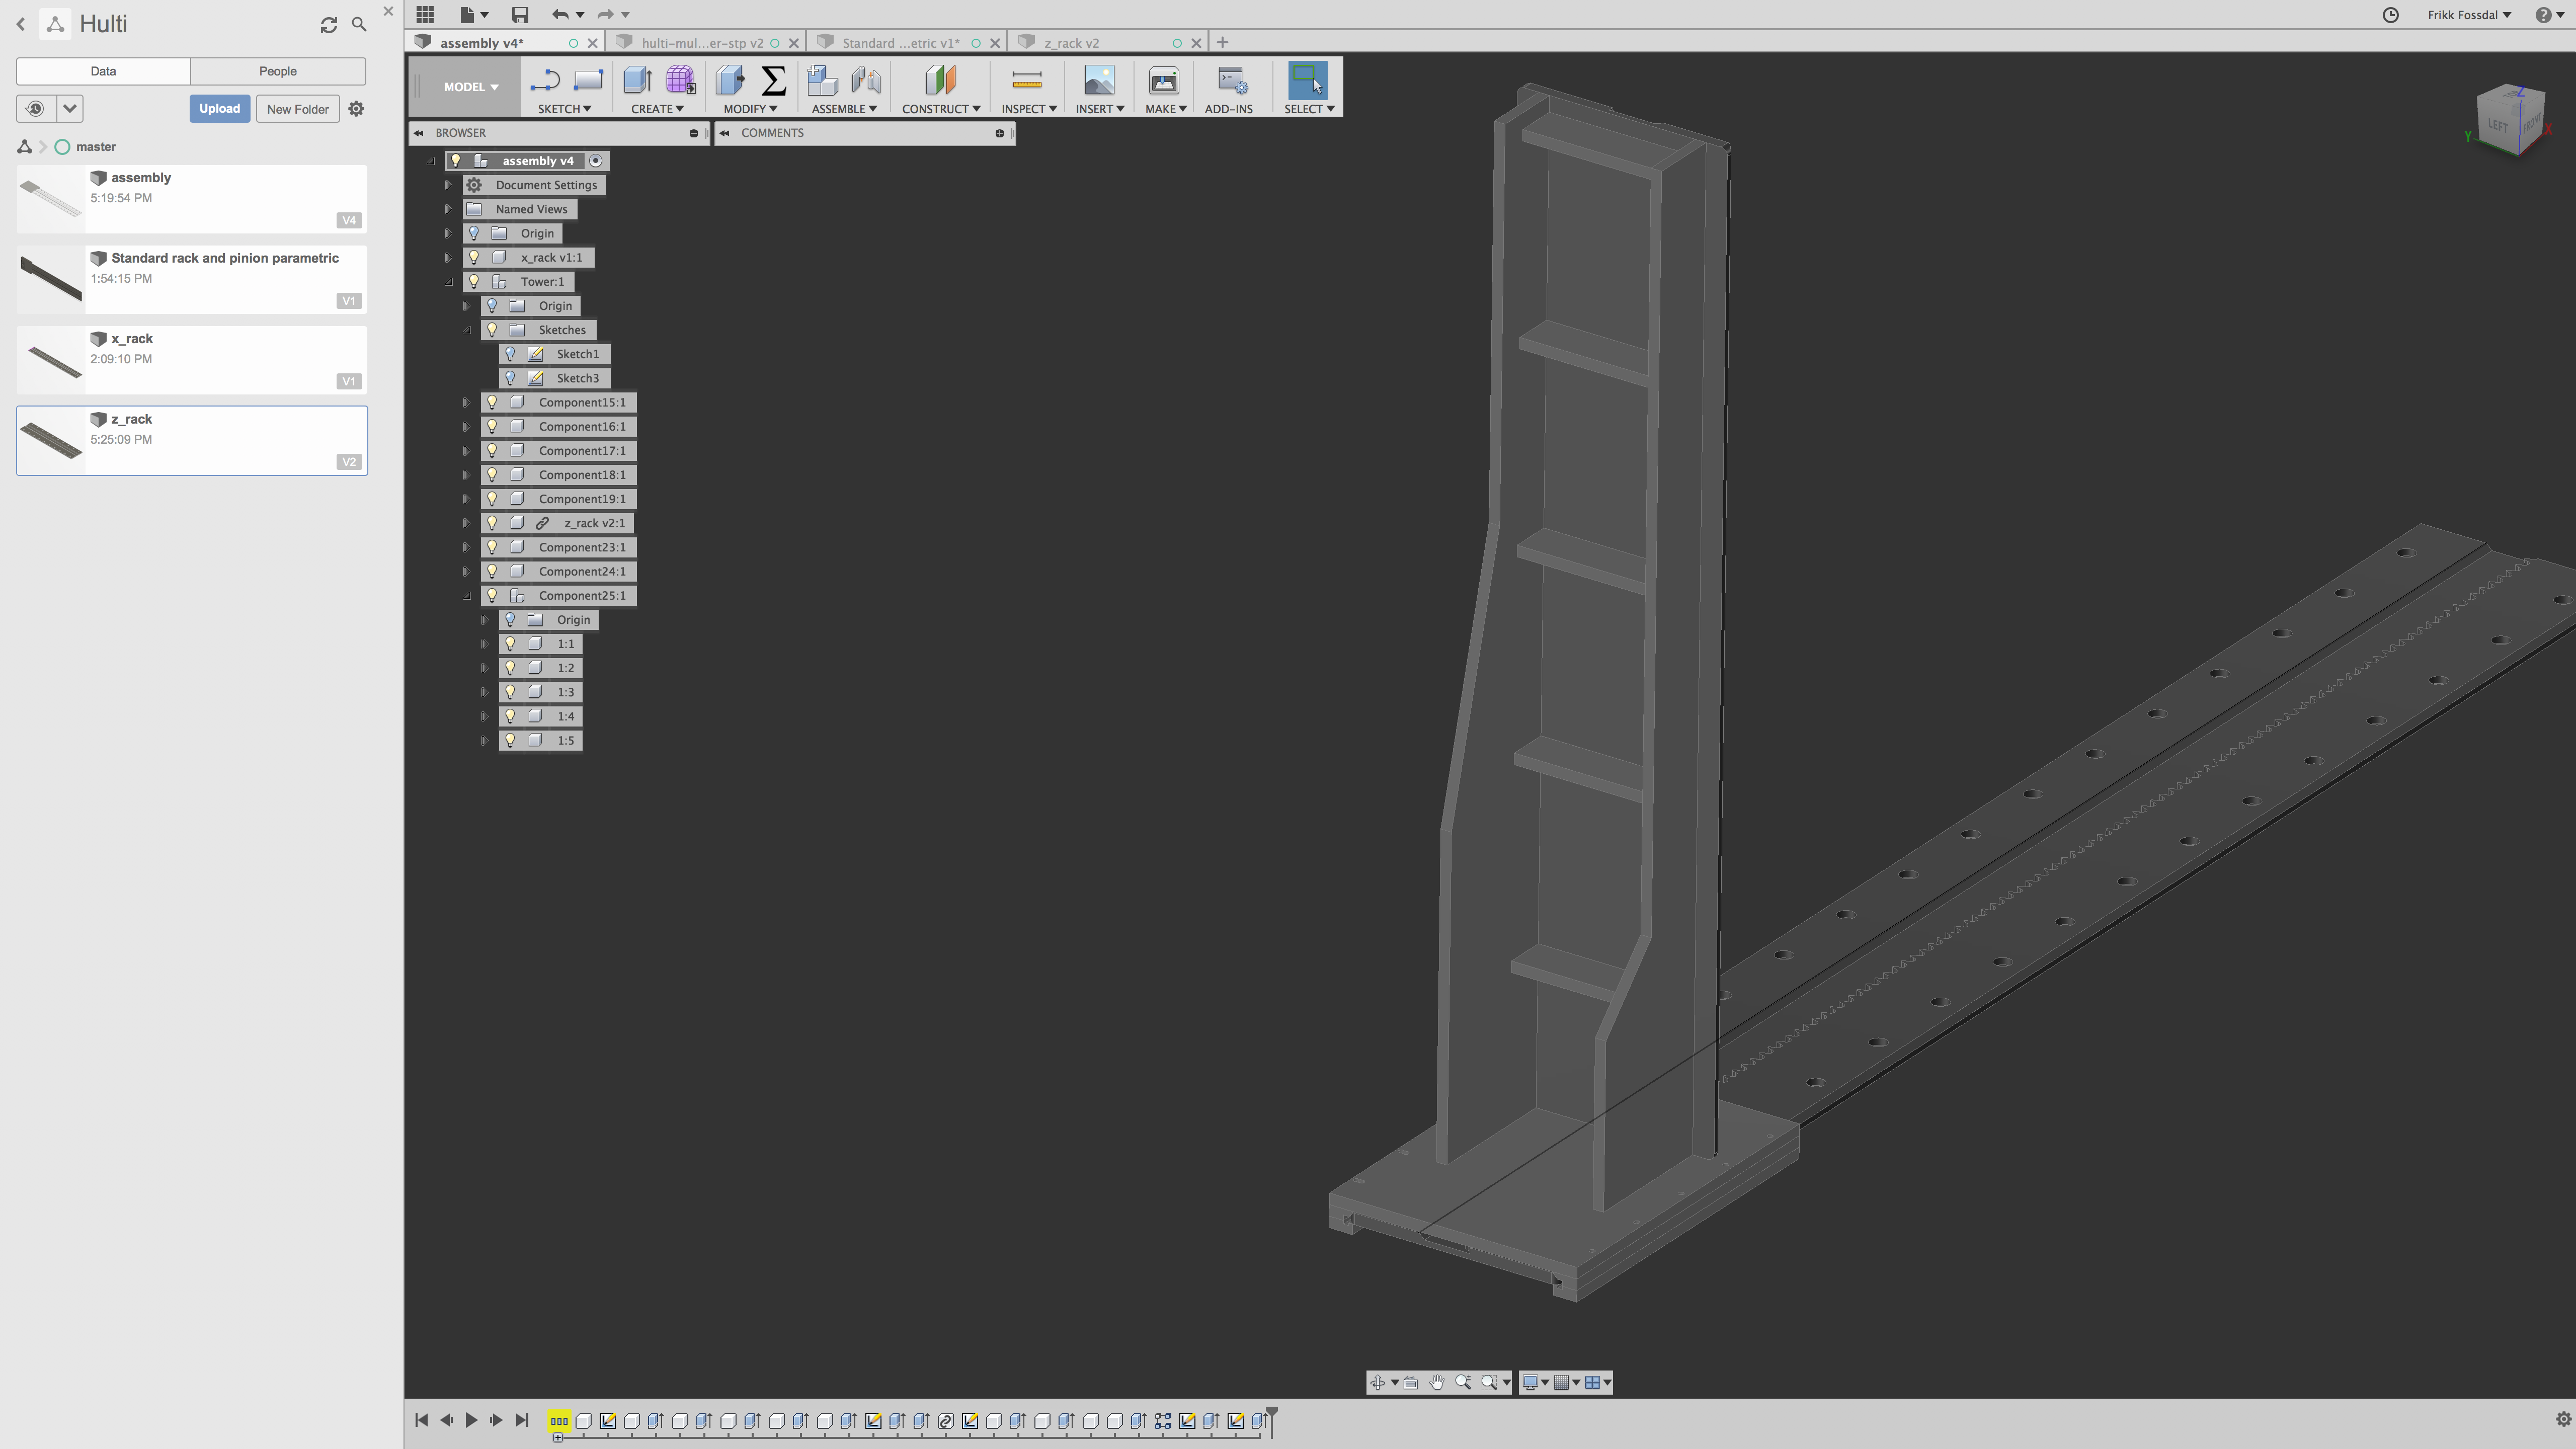 Hulti
Data
People
Upload
New Folder
master
assembly
5:19:54 PM
V4
Standard rack and pinion parametric
1:54:15 PM
V1
x_rack
2:09:10 PM
V1
z_rack
5:25:09 PM
V2
Frikk Fossdal
assembly v4*
hulti-mul...er-stp v2
Standard ...etric v1*
z_rack v2
MODEL
SKETCH
CREATE
MODIFY
ASSEMBLE
CONSTRUCT
INSPECT
INSERT
MAKE
ADD-INS
SELECT
BROWSER
COMMENTS
assembly v4
Document Settings
Named Views
Origin
x_rack v1:1
Tower:1
Origin
Sketches
Sketch1
Sketch3
Component15:1
Component16:1
Component17:1
Component18:1
Component19:1
z_rack v2:1
Component23:1
Component24:1
Component25:1
Origin
1:1
1:2
1:3
1:4
1:5
Z
LEFT
FRONT
Y
X